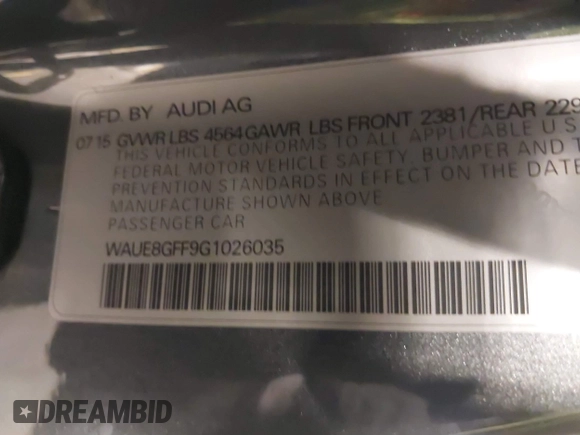 MFD. BY AUDI AG
07 15 GVWR LBS 4564 GAWR LBS FRONT 2381/REAR 229
THIS VEHICLE CONFORMS TO ALL APPLICABLE U S
FEDERAL MOTOR VEHICLE SAFETY, BUMPER AND T
PREVENTION STANDARDS IN EFFECT ON THE DATE
MANUFACTURE SHOWN ABOVE
PASSENGER CAR
WAUE8GFF9G1026035
DREAMBID